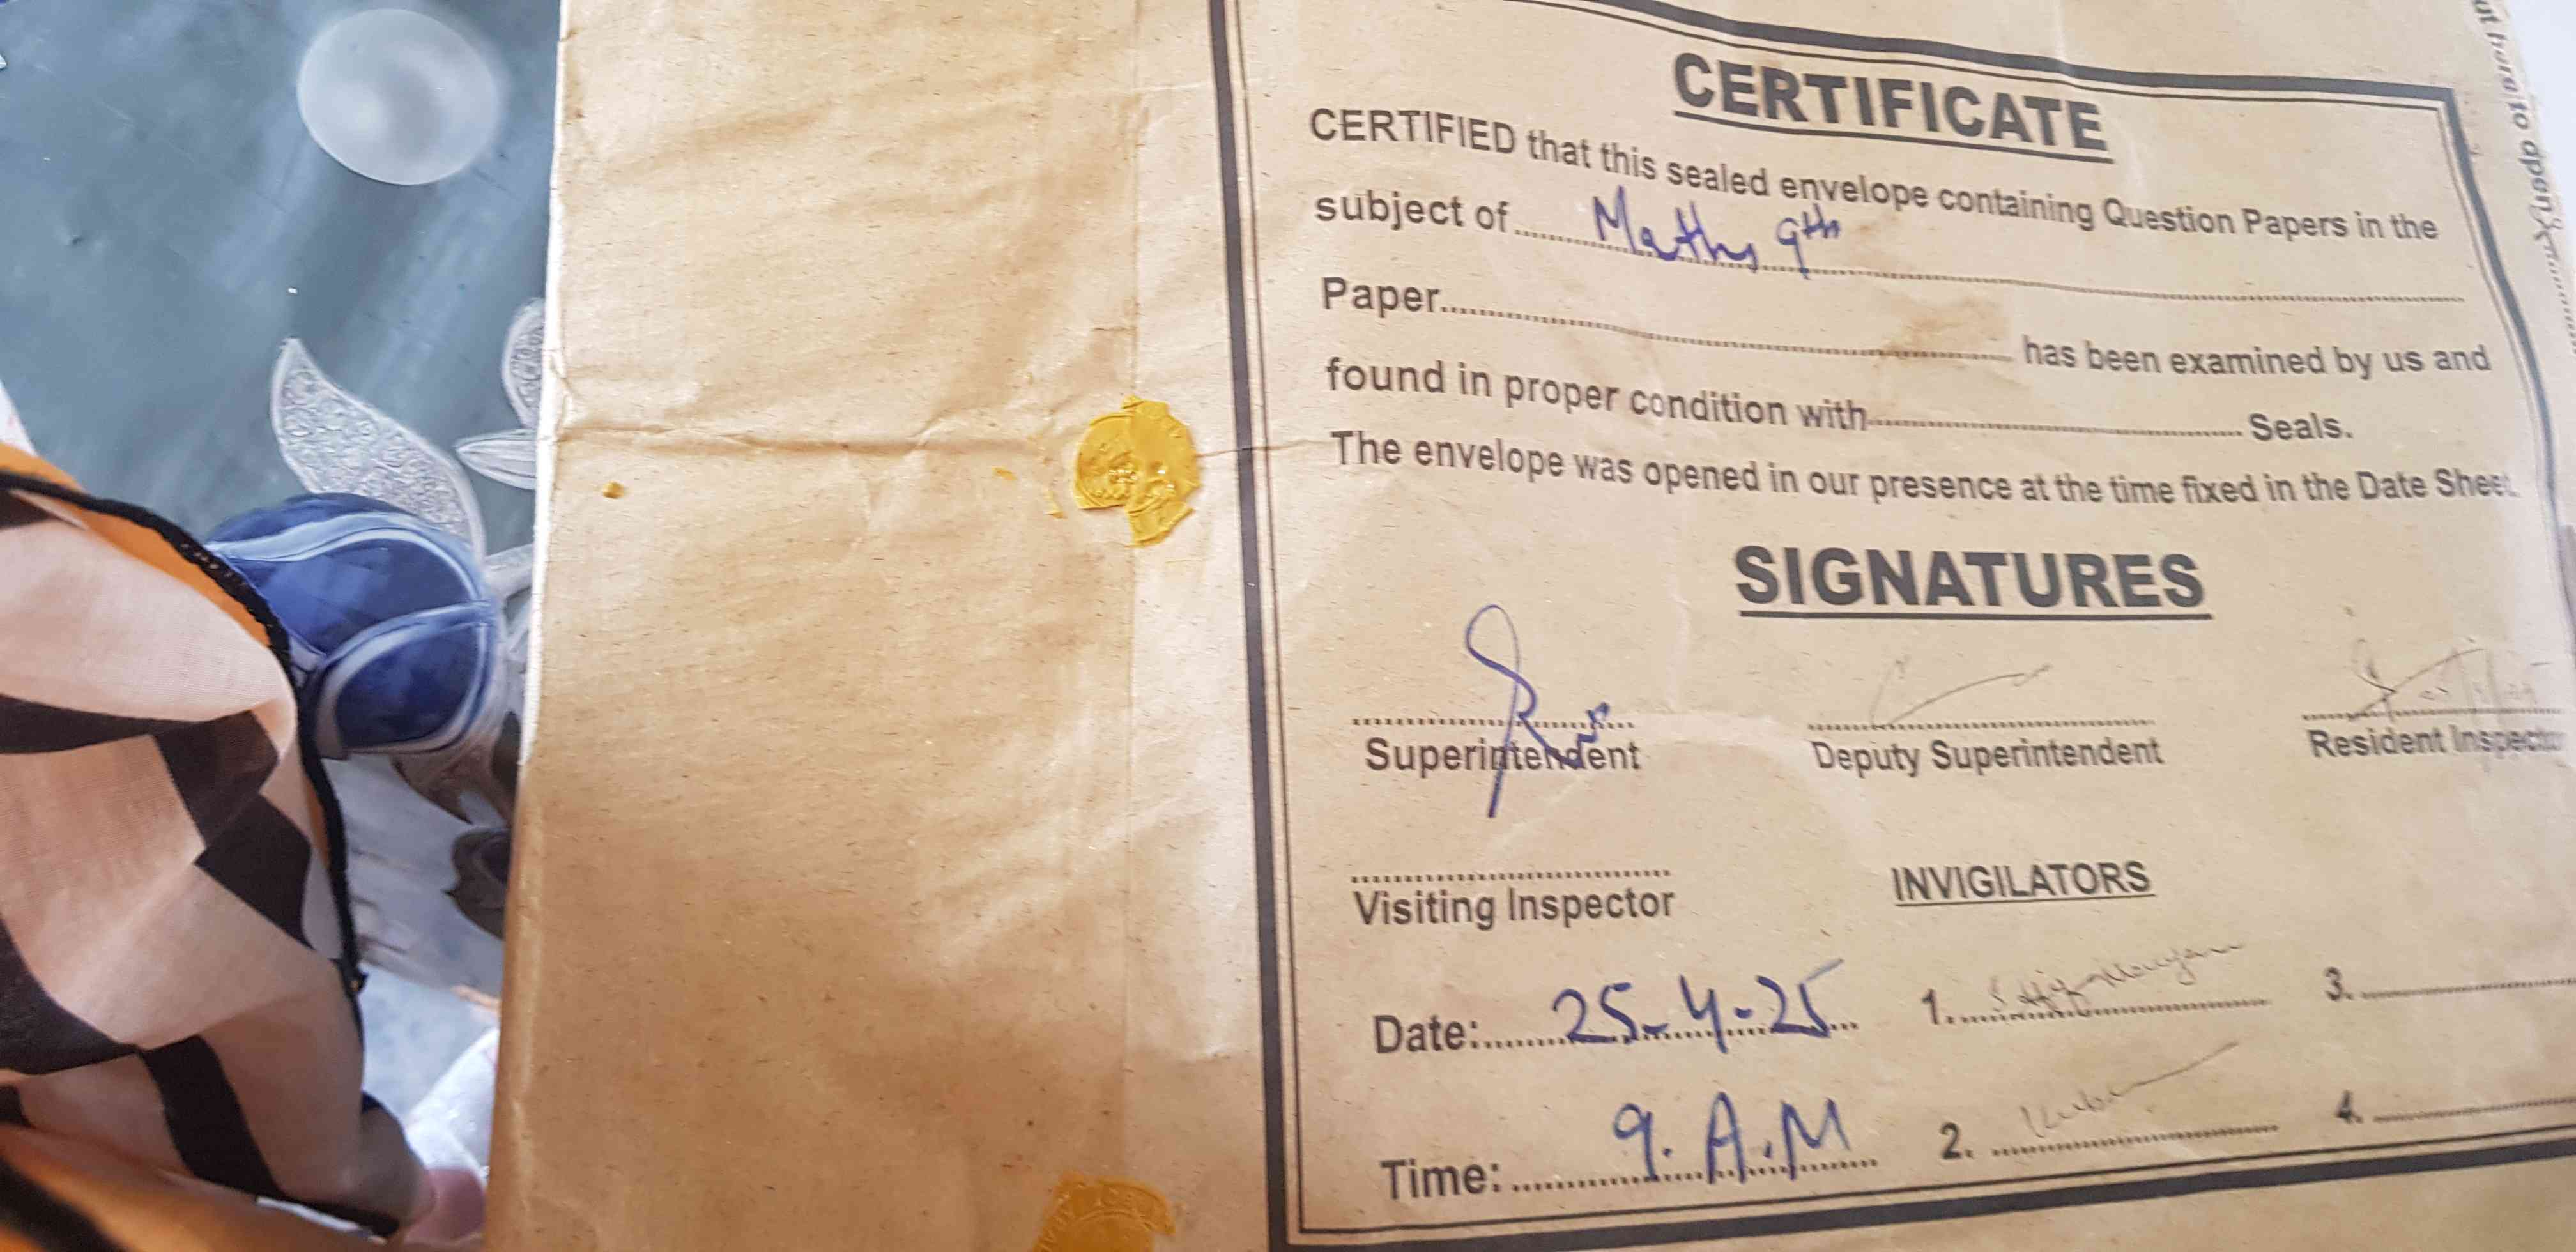 CERTIFICATE
CERTIFIED that this sealed envelope containing Question Papers in the
subject of Maths 9th
Paper has been examined by us and
found in proper condition with Seals.
The envelope was opened in our presence at the time fixed in the Date Sheet.
SIGNATURES
Superintendent Deputy Superintendent Resident Inspector
Visiting Inspector INVIGILATORS
Date: 25-4-25 1. 3.
Time: 9. A.M 2. 4.
here to open